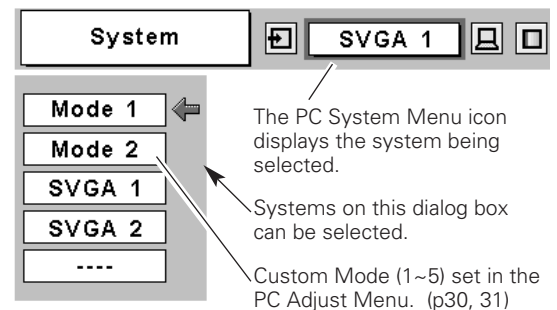 System
SVGA 1
Mode 1
Mode 2
SVGA 1
SVGA 2
----
The PC System Menu icon
displays the system being
selected.
Systems on this dialog box
can be selected.
Custom Mode (1~5) set in the
PC Adjust Menu. (p30, 31)